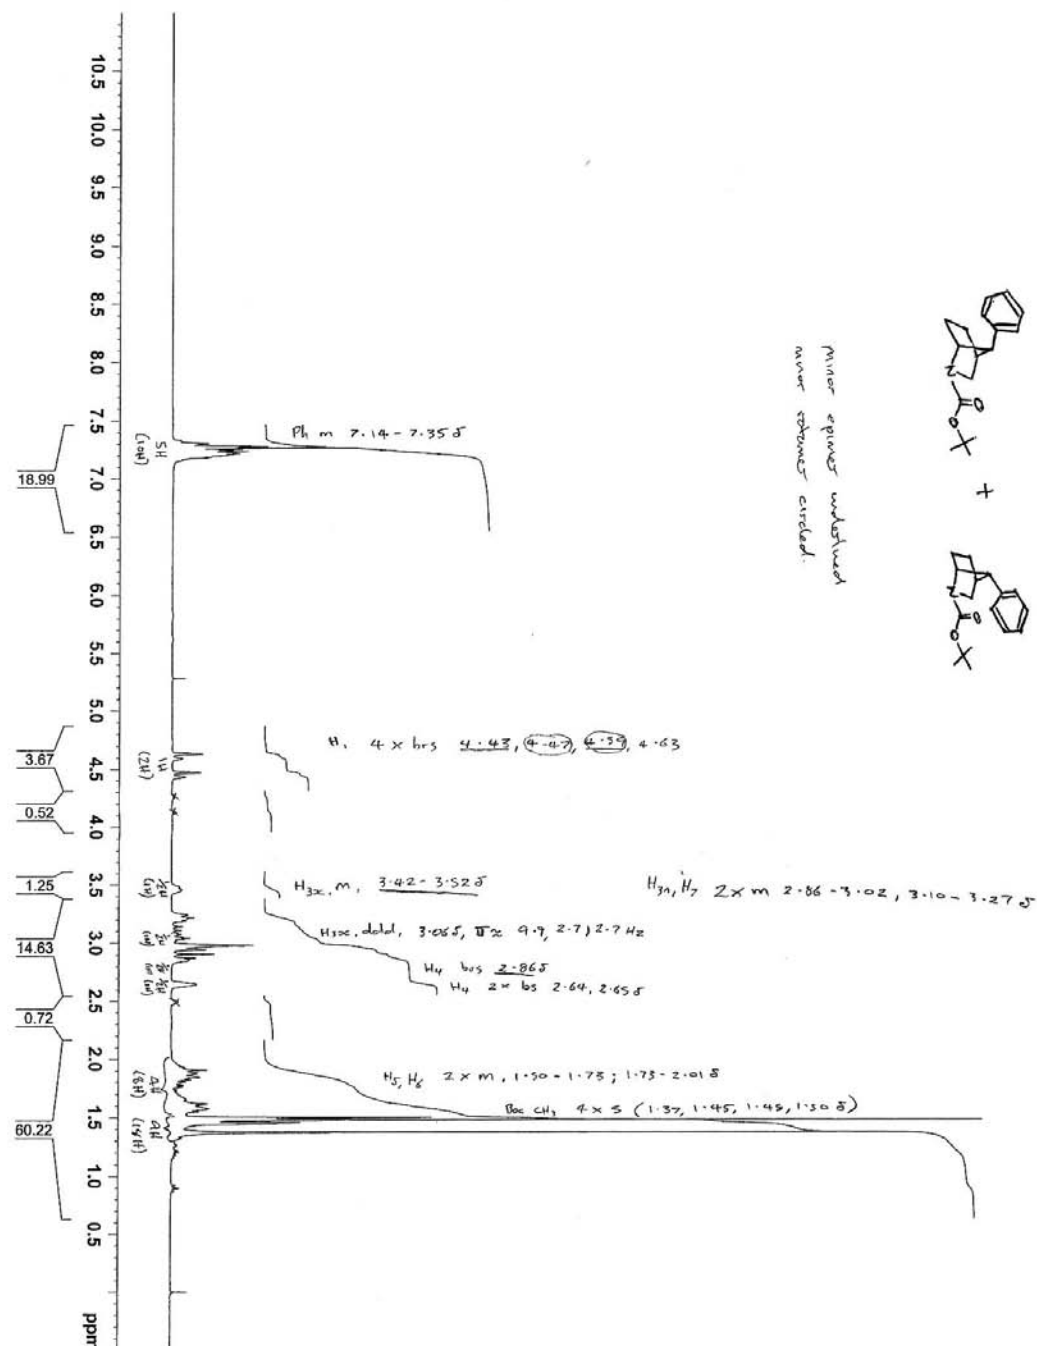 O
N
O
+
O
N
O
minor epimer underlined
minor rotamer circled.
Ph m 7.14-7.35 δ
5H
(10H)
H₁ 4 x brs 4.43, 4.47, 4.59, 4.63
1H
(2H)
H₃ₓ, m, 3.42-3.52 δ
H₃ₙ, H₇ 2 x m 2.86-3.02, 3.10-3.27 δ
H₃ₓ, dddd, 3.06 δ, 9.9, 2.7, 2.7 Hz
H₄ brs 2.86 δ
H₄ 2 x bs 2.64, 2.65 δ
H₅, H₆ 2 x m, 1.50-1.73; 1.73-2.01 δ
4H
(8H)
Boc CH₃ 4 x s (1.37, 1.45, 1.48, 1.50 δ)
9H
(18H)
10.5 10.0 9.5 9.0 8.5 8.0 7.5 7.0 6.5 6.0 5.5 5.0 4.5 4.0 3.5 3.0 2.5 2.0 1.5 1.0 0.5 ppm
18.99
3.67
0.52
1.25
14.63
0.72
60.22